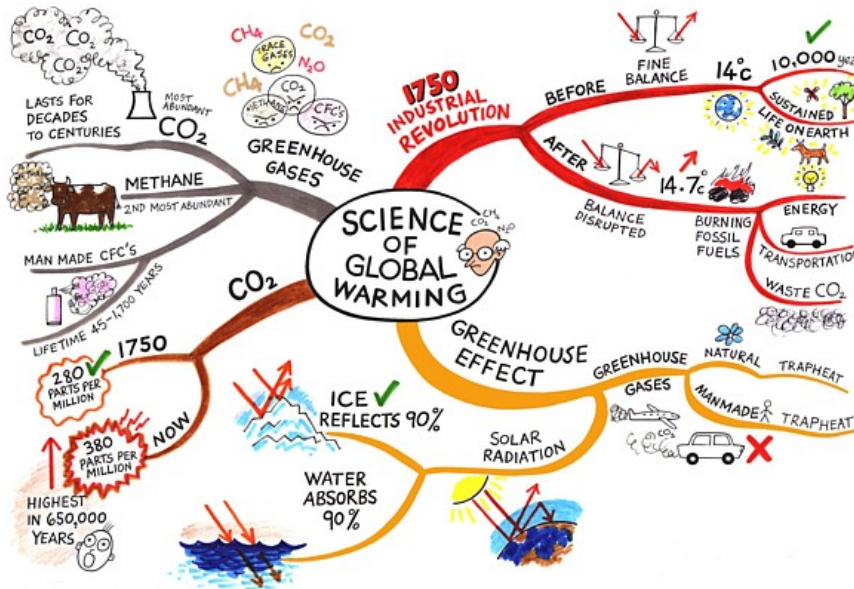 SCIENCE
OF
GLOBAL
WARMING
CH4
CO2
N2O
1750
INDUSTRIAL
REVOLUTION
BEFORE
FINE
BALANCE
14°C
10,000
SUSTAINED
LIFE ON EARTH
AFTER
BALANCE
DISRUPTED
14.7°C
BURNING
FOSSIL
FUELS
ENERGY
TRANSPORTATION
WASTE CO2
GREENHOUSE
EFFECT
GREENHOUSE
GASES
NATURAL
TRAPHEAT
MANMADE
TRAPHEAT
CO2
SOLAR
RADIATION
ICE
REFLECTS 90%
WATER
ABSORBS
90%
CO2
1750
280
PARTS PER
MILLION
NOW
380
PARTS PER
MILLION
HIGHEST
IN 650,000
YEARS
GREENHOUSE
GASES
CH4
CO2
TRACE
GASES
N2O
CH4
CO2
METHANE
CFC'S
CO2
CO2
CO2
MOST
ABUNDANT
CO2
LASTS FOR
DECADES
TO CENTURIES
METHANE
2ND MOST ABUNDANT
MAN MADE CFC'S
LIFETIME 45-1,700 YEARS